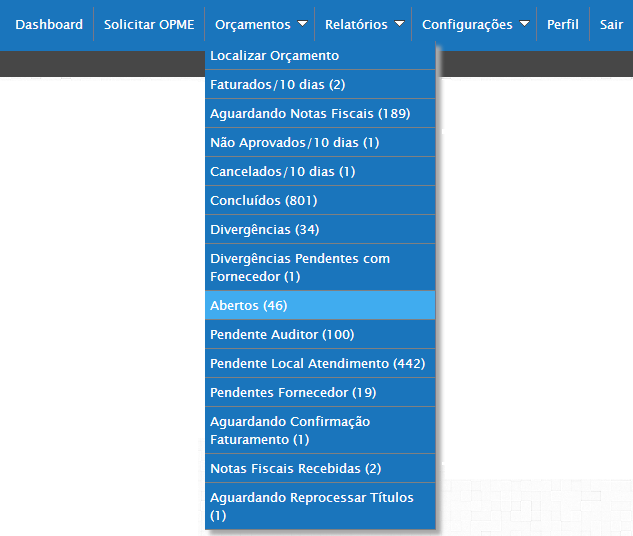 Dashboard
Solicitar OPME
Orçamentos
Relatórios
Configurações
Perfil
Sair
Localizar Orçamento
Faturados/10 dias (2)
Aguardando Notas Fiscais (189)
Não Aprovados/10 dias (1)
Cancelados/10 dias (1)
Concluídos (801)
Divergências (34)
Divergências Pendentes com
Fornecedor (1)
Abertos (46)
Pendente Auditor (100)
Pendente Local Atendimento (442)
Pendentes Fornecedor (19)
Aguardando Confirmação
Faturamento (1)
Notas Fiscais Recebidas (2)
Aguardando Reprocessar Títulos
(1)